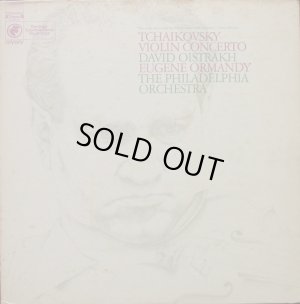 TCHAIKOVSKY
VIOLIN CONCERTO
DAVID OISTRAKH
EUGENE ORMANDY
THE PHILADELPHIA
ORCHESTRA
SOLD OUT